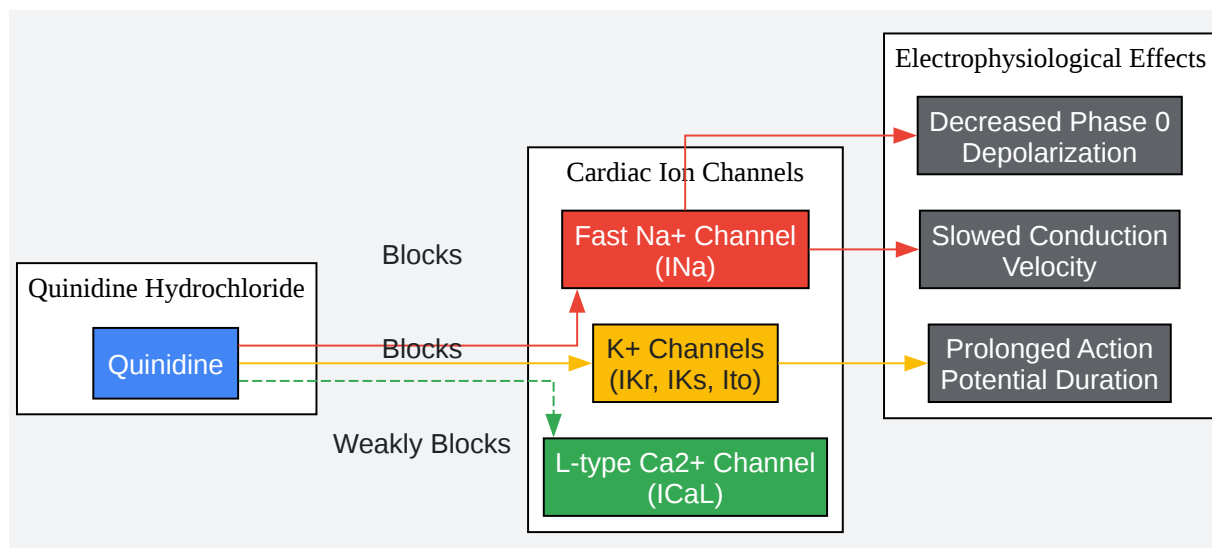 Quinidine Hydrochloride
Quinidine
Blocks
Blocks
Weakly Blocks
Cardiac Ion Channels
Fast Na+ Channel
(INa)
K+ Channels
(IKr, IKs, Ito)
L-type Ca2+ Channel
(ICaL)
Electrophysiological Effects
Decreased Phase 0
Depolarization
Slowed Conduction
Velocity
Prolonged Action
Potential Duration